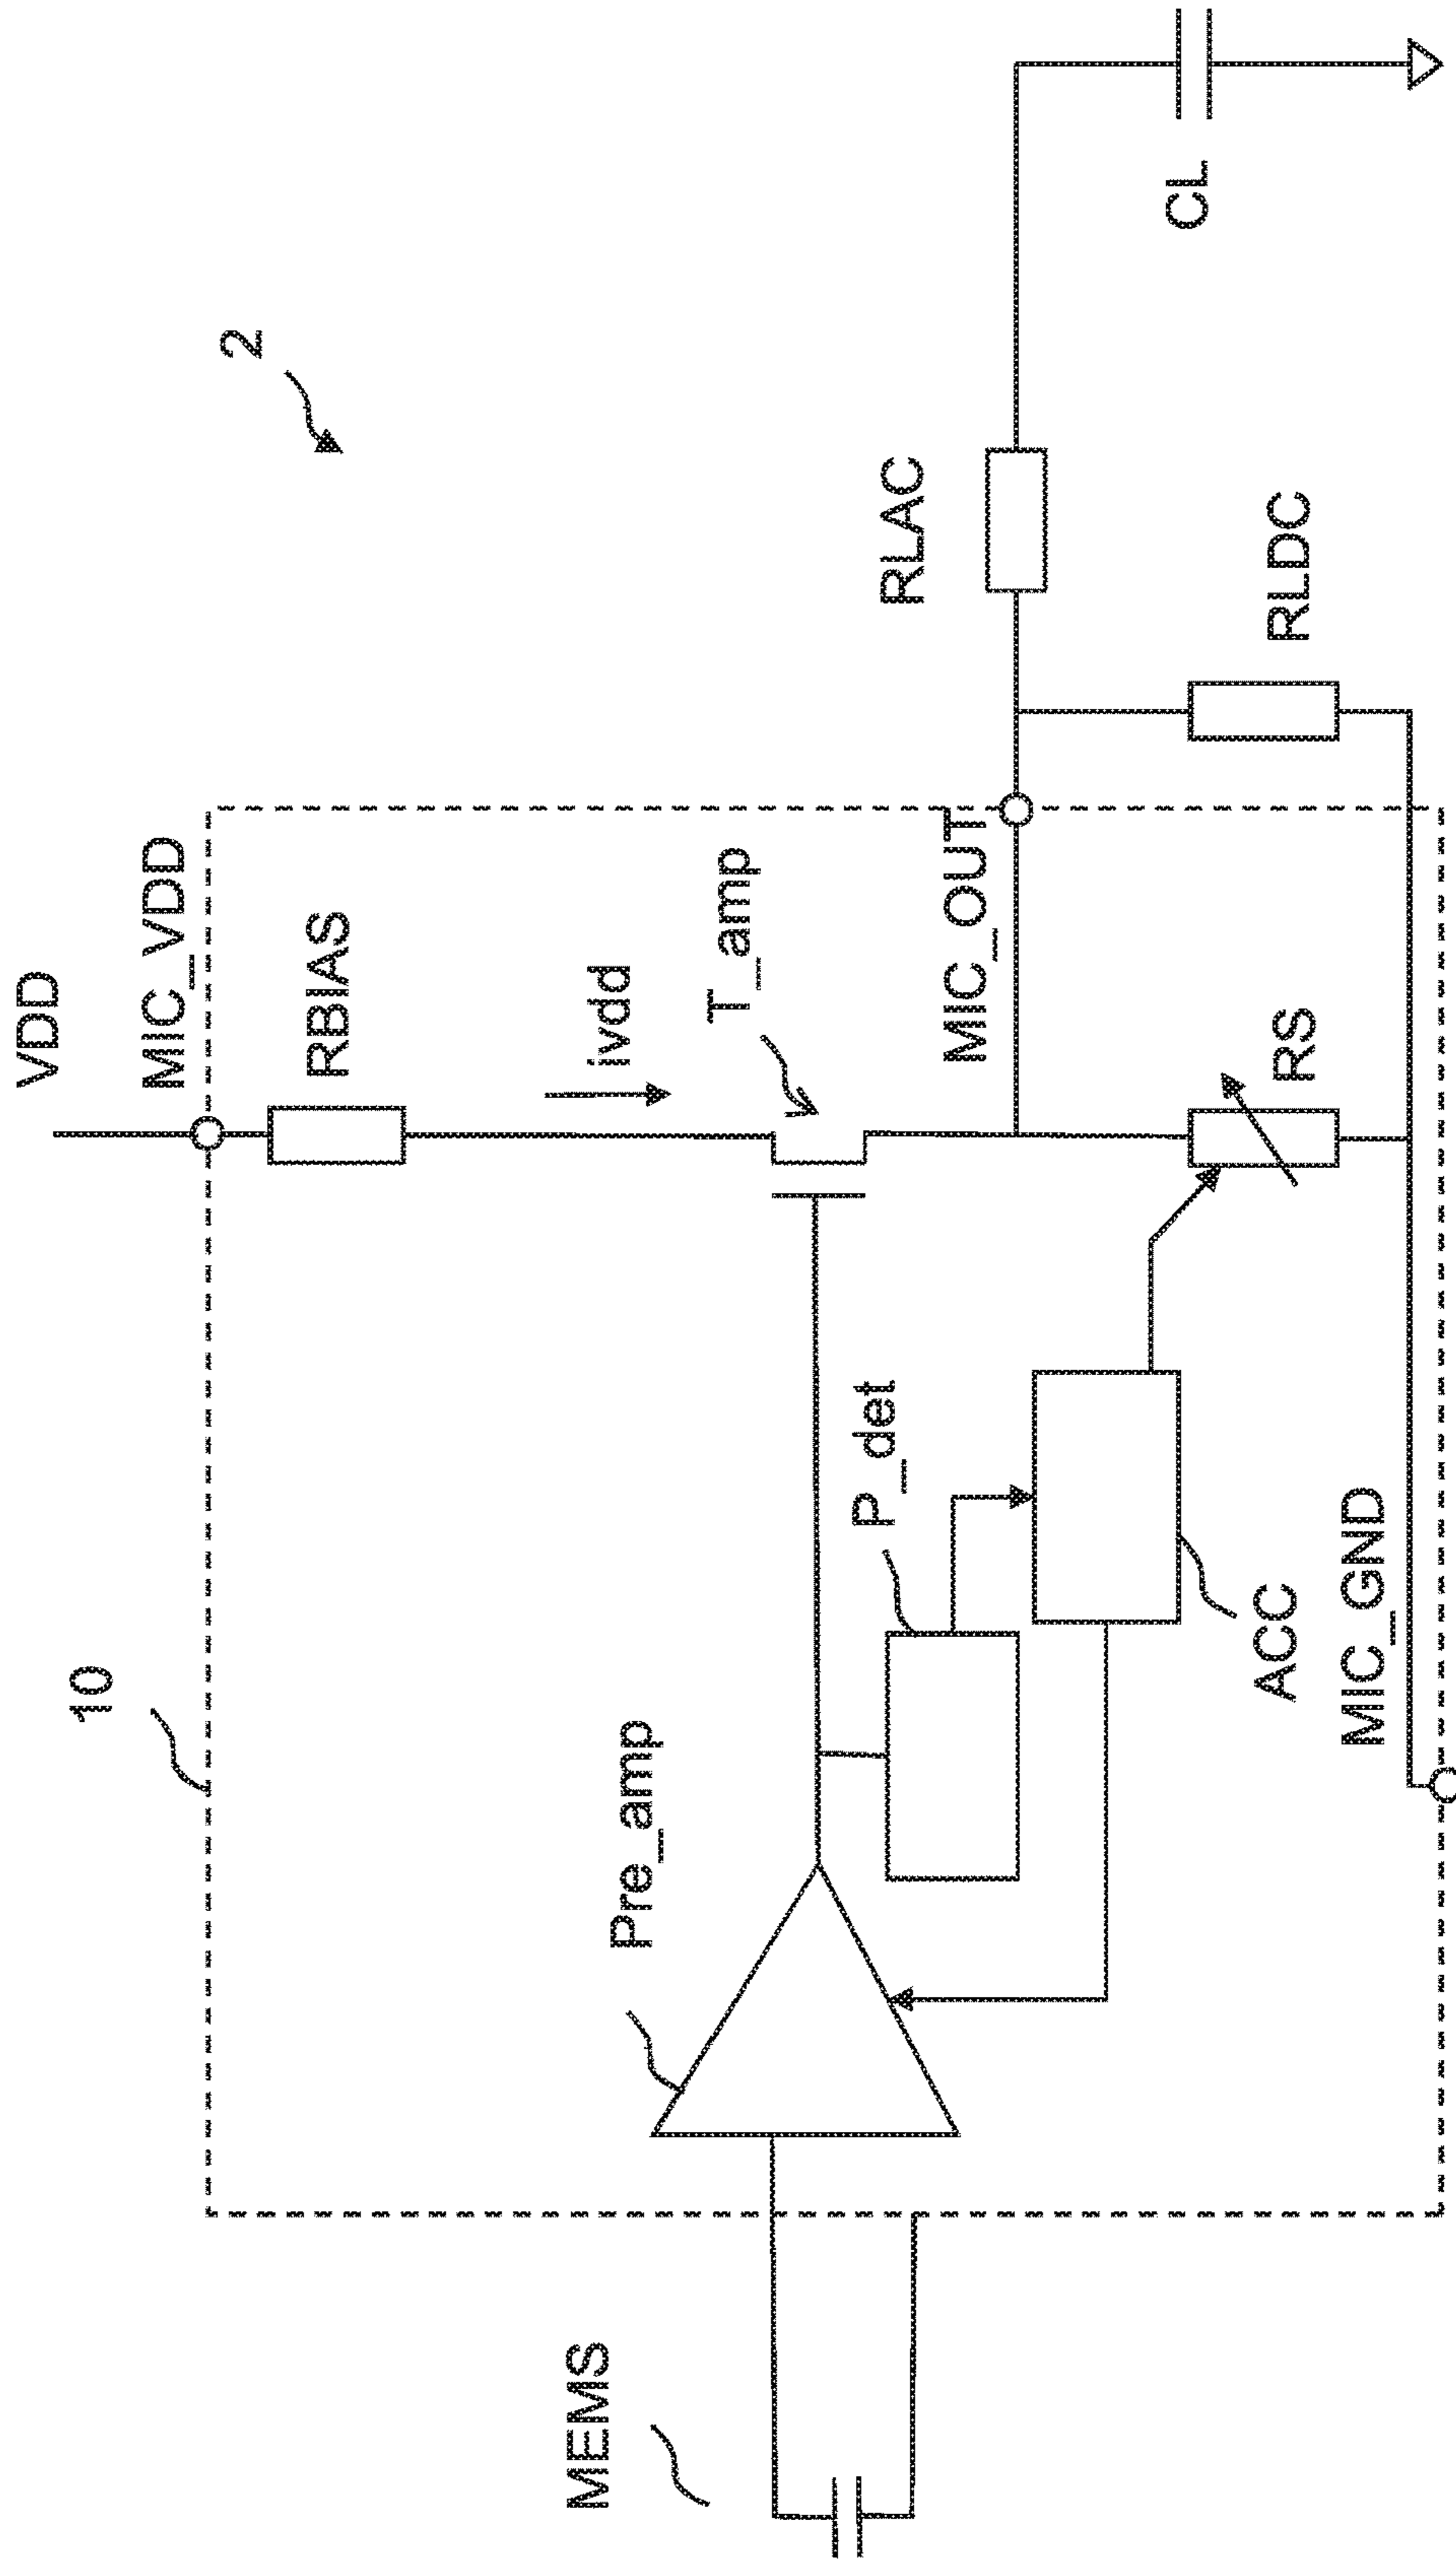 VDD
10
MIC_VDD
2
RBIAS
ivdd
MEMS
Pre_amp
T_amp
P_det
RLAC
MIC_OUT
CL
ACC
RS
RLDC
MIC_GND